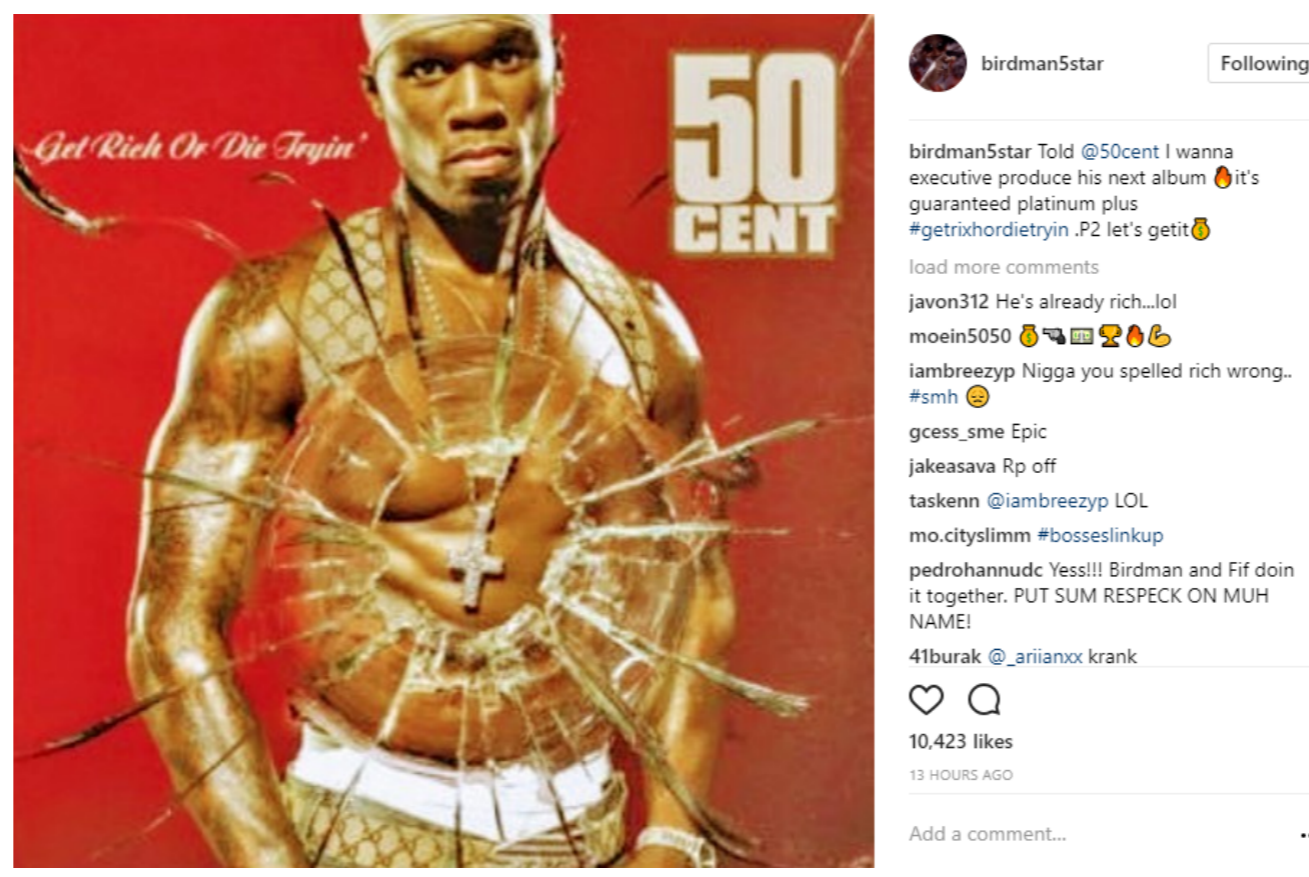 Get Rich Or Die Tryin'
50
CENT
birdman5star
Following
birdman5star Told @50cent I wanna
executive produce his next album 🔥it's
guaranteed platinum plus
#getrixhordietryin .P2 let's getit💰
load more comments
javon312 He's already rich...lol
moein5050 💰🔫💵🏆🔥💪
iambreezyp Nigga you spelled rich wrong..
#smh 😞
gcess_sme Epic
jakeasava Rp off
taskenn @iambreezyp LOL
mo.cityslimm #bosseslinkup
pedrohannudc Yess!!! Birdman and Fif doin
it together. PUT SUM RESPECK ON MUH
NAME!
41burak @_ariianxx krank
10,423 likes
13 HOURS AGO
Add a comment...